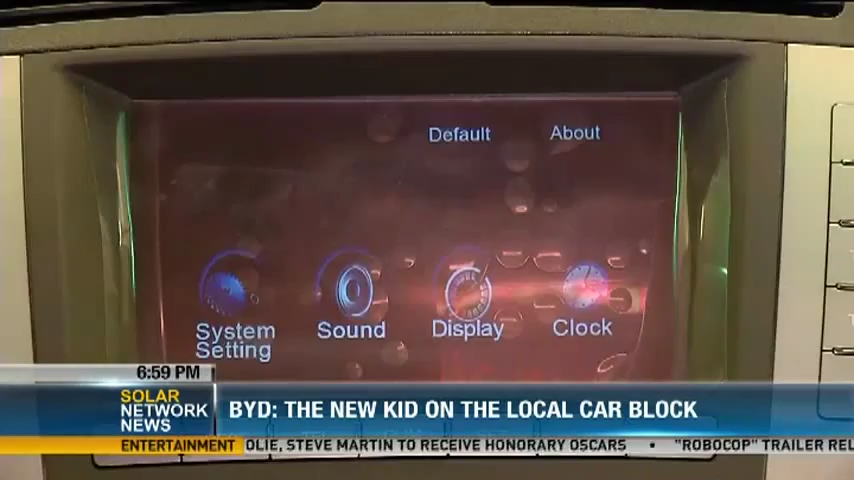 Default
About
System
Setting
Sound
Display
Clock
6:59 PM
SOLAR
NETWORK
NEWS
BYD: THE NEW KID ON THE LOCAL CAR BLOCK
ENTERTAINMENT
OLIE, STEVE MARTIN TO RECEIVE HONORARY OSCARS • "ROBOCOP" TRAILER REL